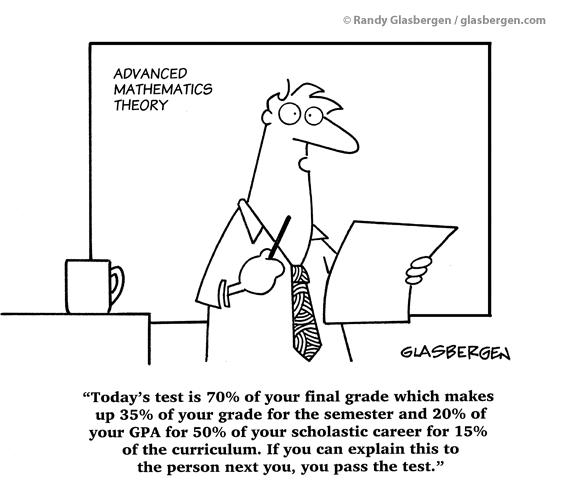 © Randy Glasbergen / glasbergen.com
ADVANCED
MATHEMATICS
THEORY
GLASBERGEN
“Today’s test is 70% of your final grade which makes
up 35% of your grade for the semester and 20% of
your GPA for 50% of your scholastic career for 15%
of the curriculum. If you can explain this to
the person next you, you pass the test.”